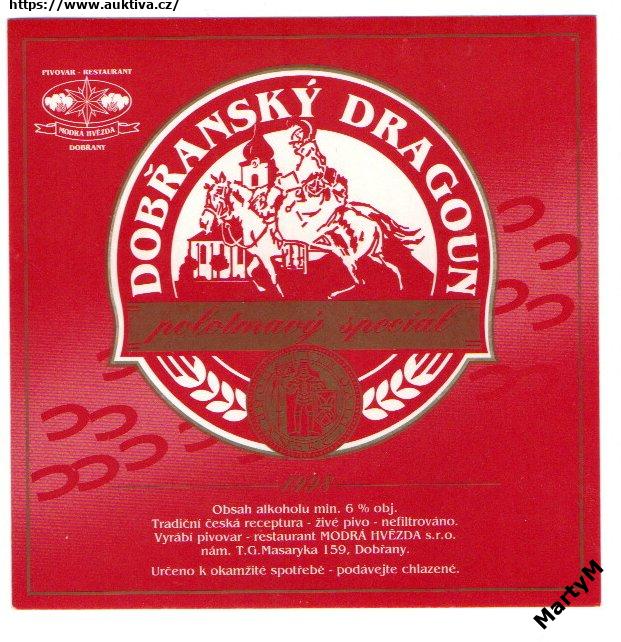 https://www.auktiva.cz/
PIVOVAR - RESTAURANT
MODRÁ HVĚZDA
DOBŘANY
DOBŘANSKÝ DRAGOUN
polotmavý speciál
1998
Obsah alkoholu min. 6 % obj.
Tradiční česká receptura - živé pivo - nefiltrováno.
Vyrábí pivovar - restaurant MODRÁ HVĚZDA s.r.o.
nám. T.G.Masaryka 159, Dobřany.
Určeno k okamžité spotřebě - podávejte chlazené.
MartyM